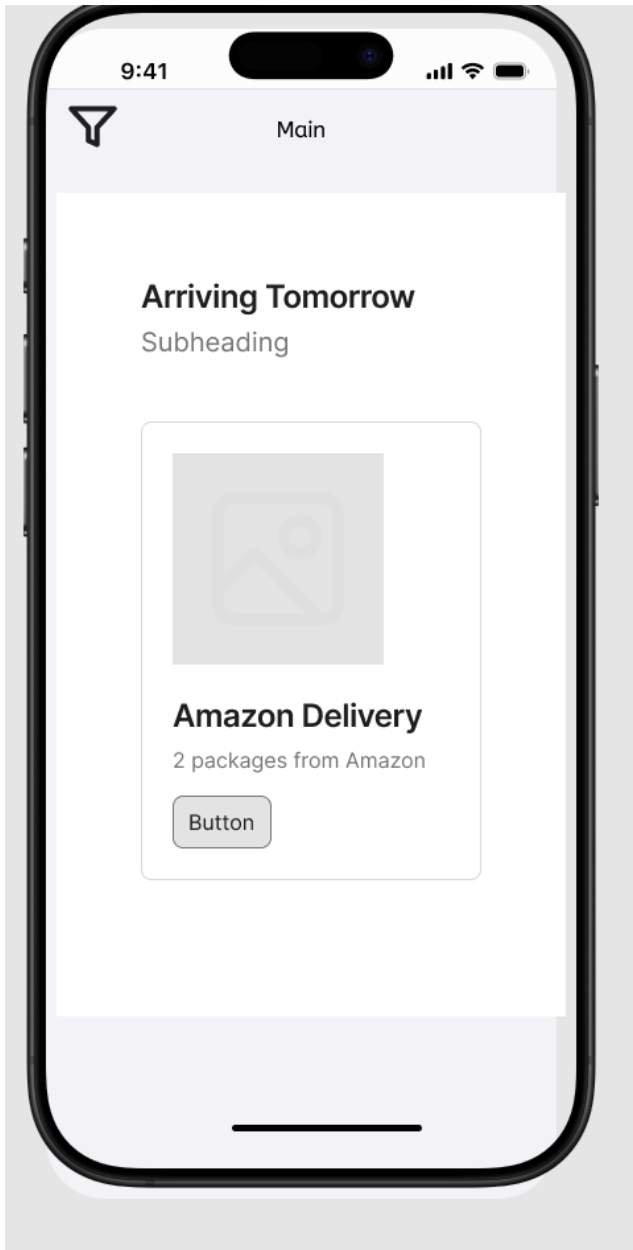 9:41
Main
Arriving Tomorrow
Subheading
Amazon Delivery
2 packages from Amazon
Button